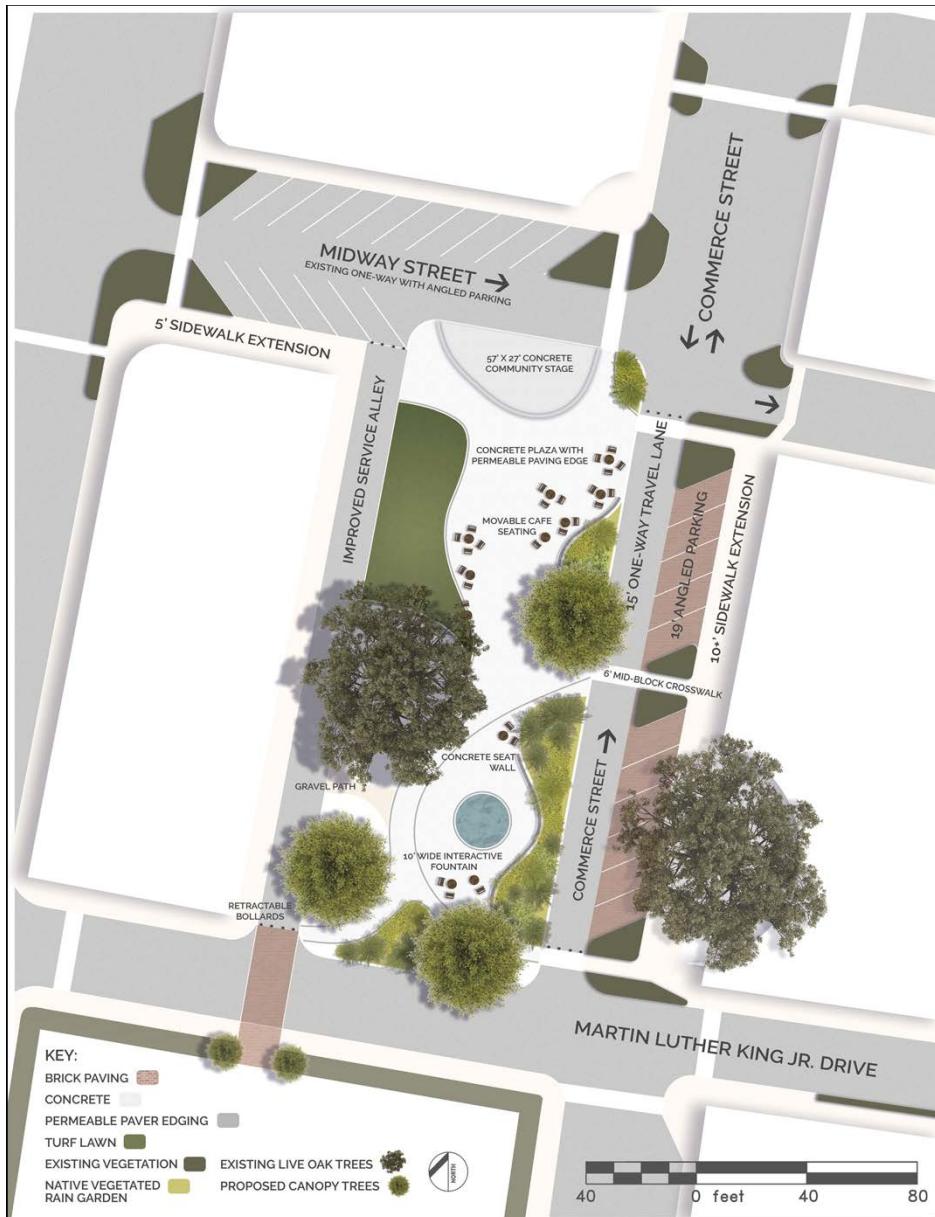 COMMERCE STREET
MIDWAY STREET
EXISTING ONE-WAY WITH ANGLED PARKING
5' SIDEWALK EXTENSION
57' X 27' CONCRETE
COMMUNITY STAGE
IMPROVED SERVICE ALLEY
CONCRETE PLAZA WITH
PERMEABLE PAVING EDGE
MOVABLE CAFE
SEATING
15' ONE-WAY TRAVEL LANE
19' ANGLED PARKING
10+' SIDEWALK EXTENSION
6' MID-BLOCK CROSSWALK
CONCRETE SEAT
WALL
GRAVEL PATH
COMMERCE STREET
10' WIDE INTERACTIVE
FOUNTAIN
RETRACTABLE
BOLLARDS
MARTIN LUTHER KING JR. DRIVE
KEY:
BRICK PAVING
CONCRETE
PERMEABLE PAVER EDGING
TURF LAWN
EXISTING VEGETATION
NATIVE VEGETATED
RAIN GARDEN
EXISTING LIVE OAK TREES
PROPOSED CANOPY TREES
NORTH
40 0 feet 40 80